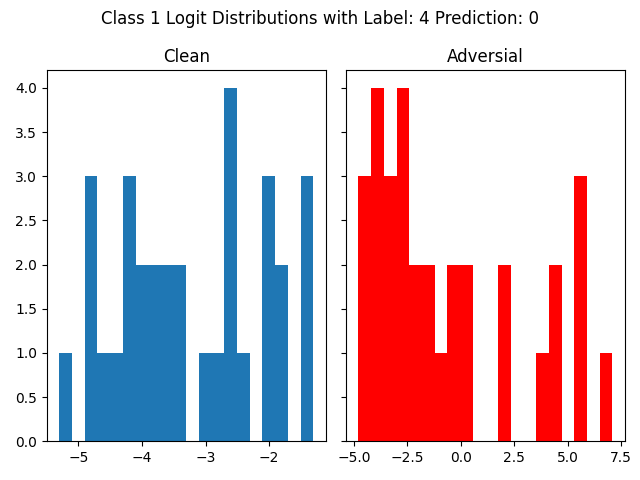 Class 1 Logit Distributions with Label: 4 Prediction: 0
Clean
Adversial
4.0
3.5
3.0
2.5
2.0
1.5
1.0
0.5
0.0
−5 −4 −3 −2
−5.0 −2.5 0.0 2.5 5.0 7.5